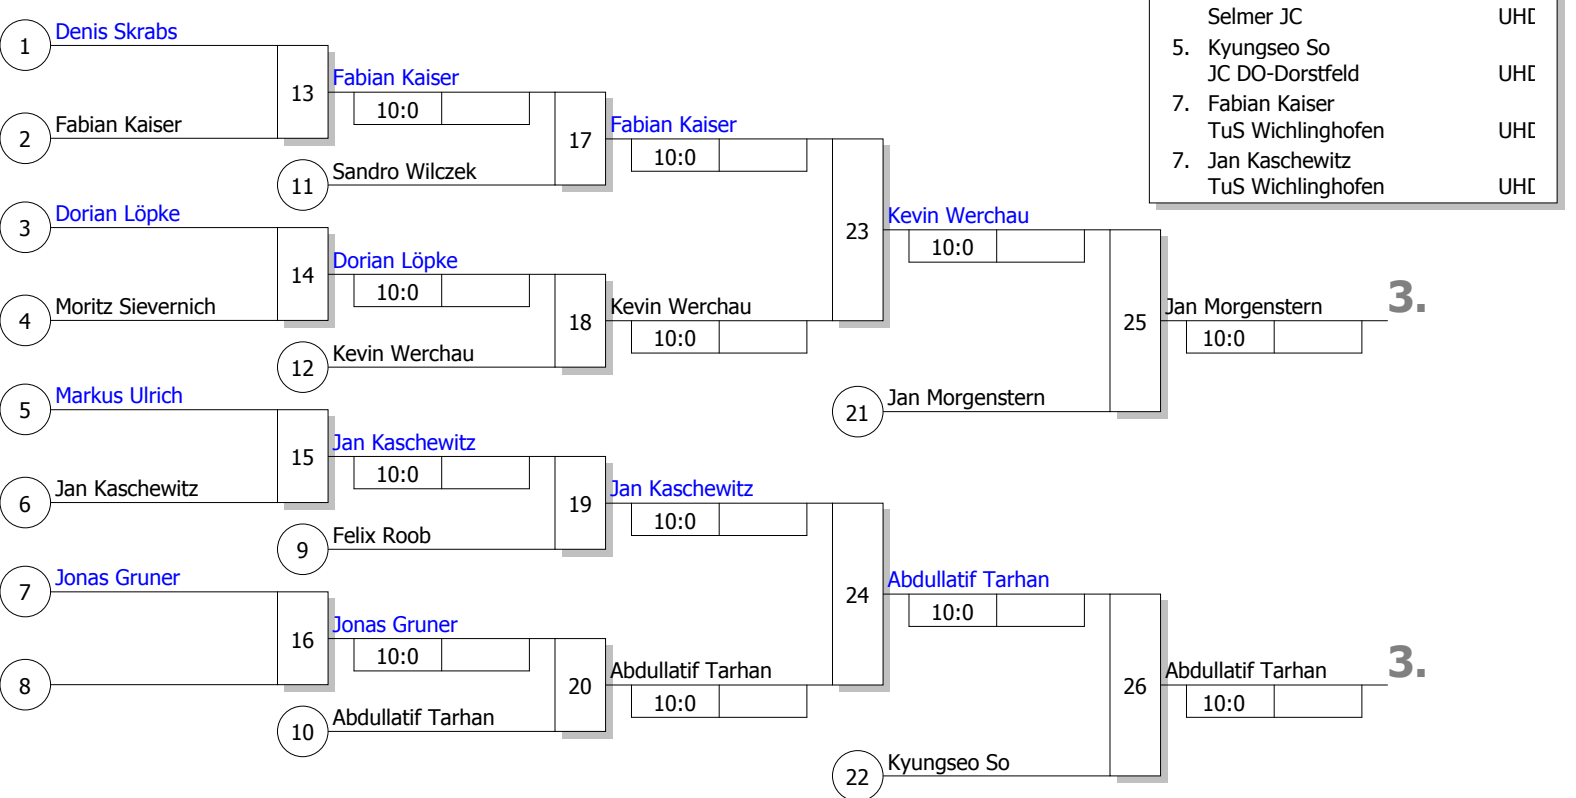 Selmer JC UHD
5. Kyungseo So
JC DO-Dorstfeld UHD
7. Fabian Kaiser
TuS Wichlinghofen UHD
7. Jan Kaschewitz
TuS Wichlinghofen UHD
1 Denis Skrabs
13
Fabian Kaiser
10:0
2 Fabian Kaiser
17
Fabian Kaiser
10:0
11 Sandro Wilczek
3 Dorian Löpke
14
Dorian Löpke
10:0
4 Moritz Sievernich
18
Kevin Werchau
10:0
12 Kevin Werchau
23
Kevin Werchau
10:0
25
Jan Morgenstern
10:0
3.
21 Jan Morgenstern
5 Markus Ulrich
15
Jan Kaschewitz
10:0
6 Jan Kaschewitz
19
Jan Kaschewitz
10:0
9 Felix Roob
7 Jonas Gruner
16
Jonas Gruner
10:0
8
20
Abdullatif Tarhan
10:0
10 Abdullatif Tarhan
24
Abdullatif Tarhan
10:0
26
Abdullatif Tarhan
10:0
3.
22 Kyungseo So